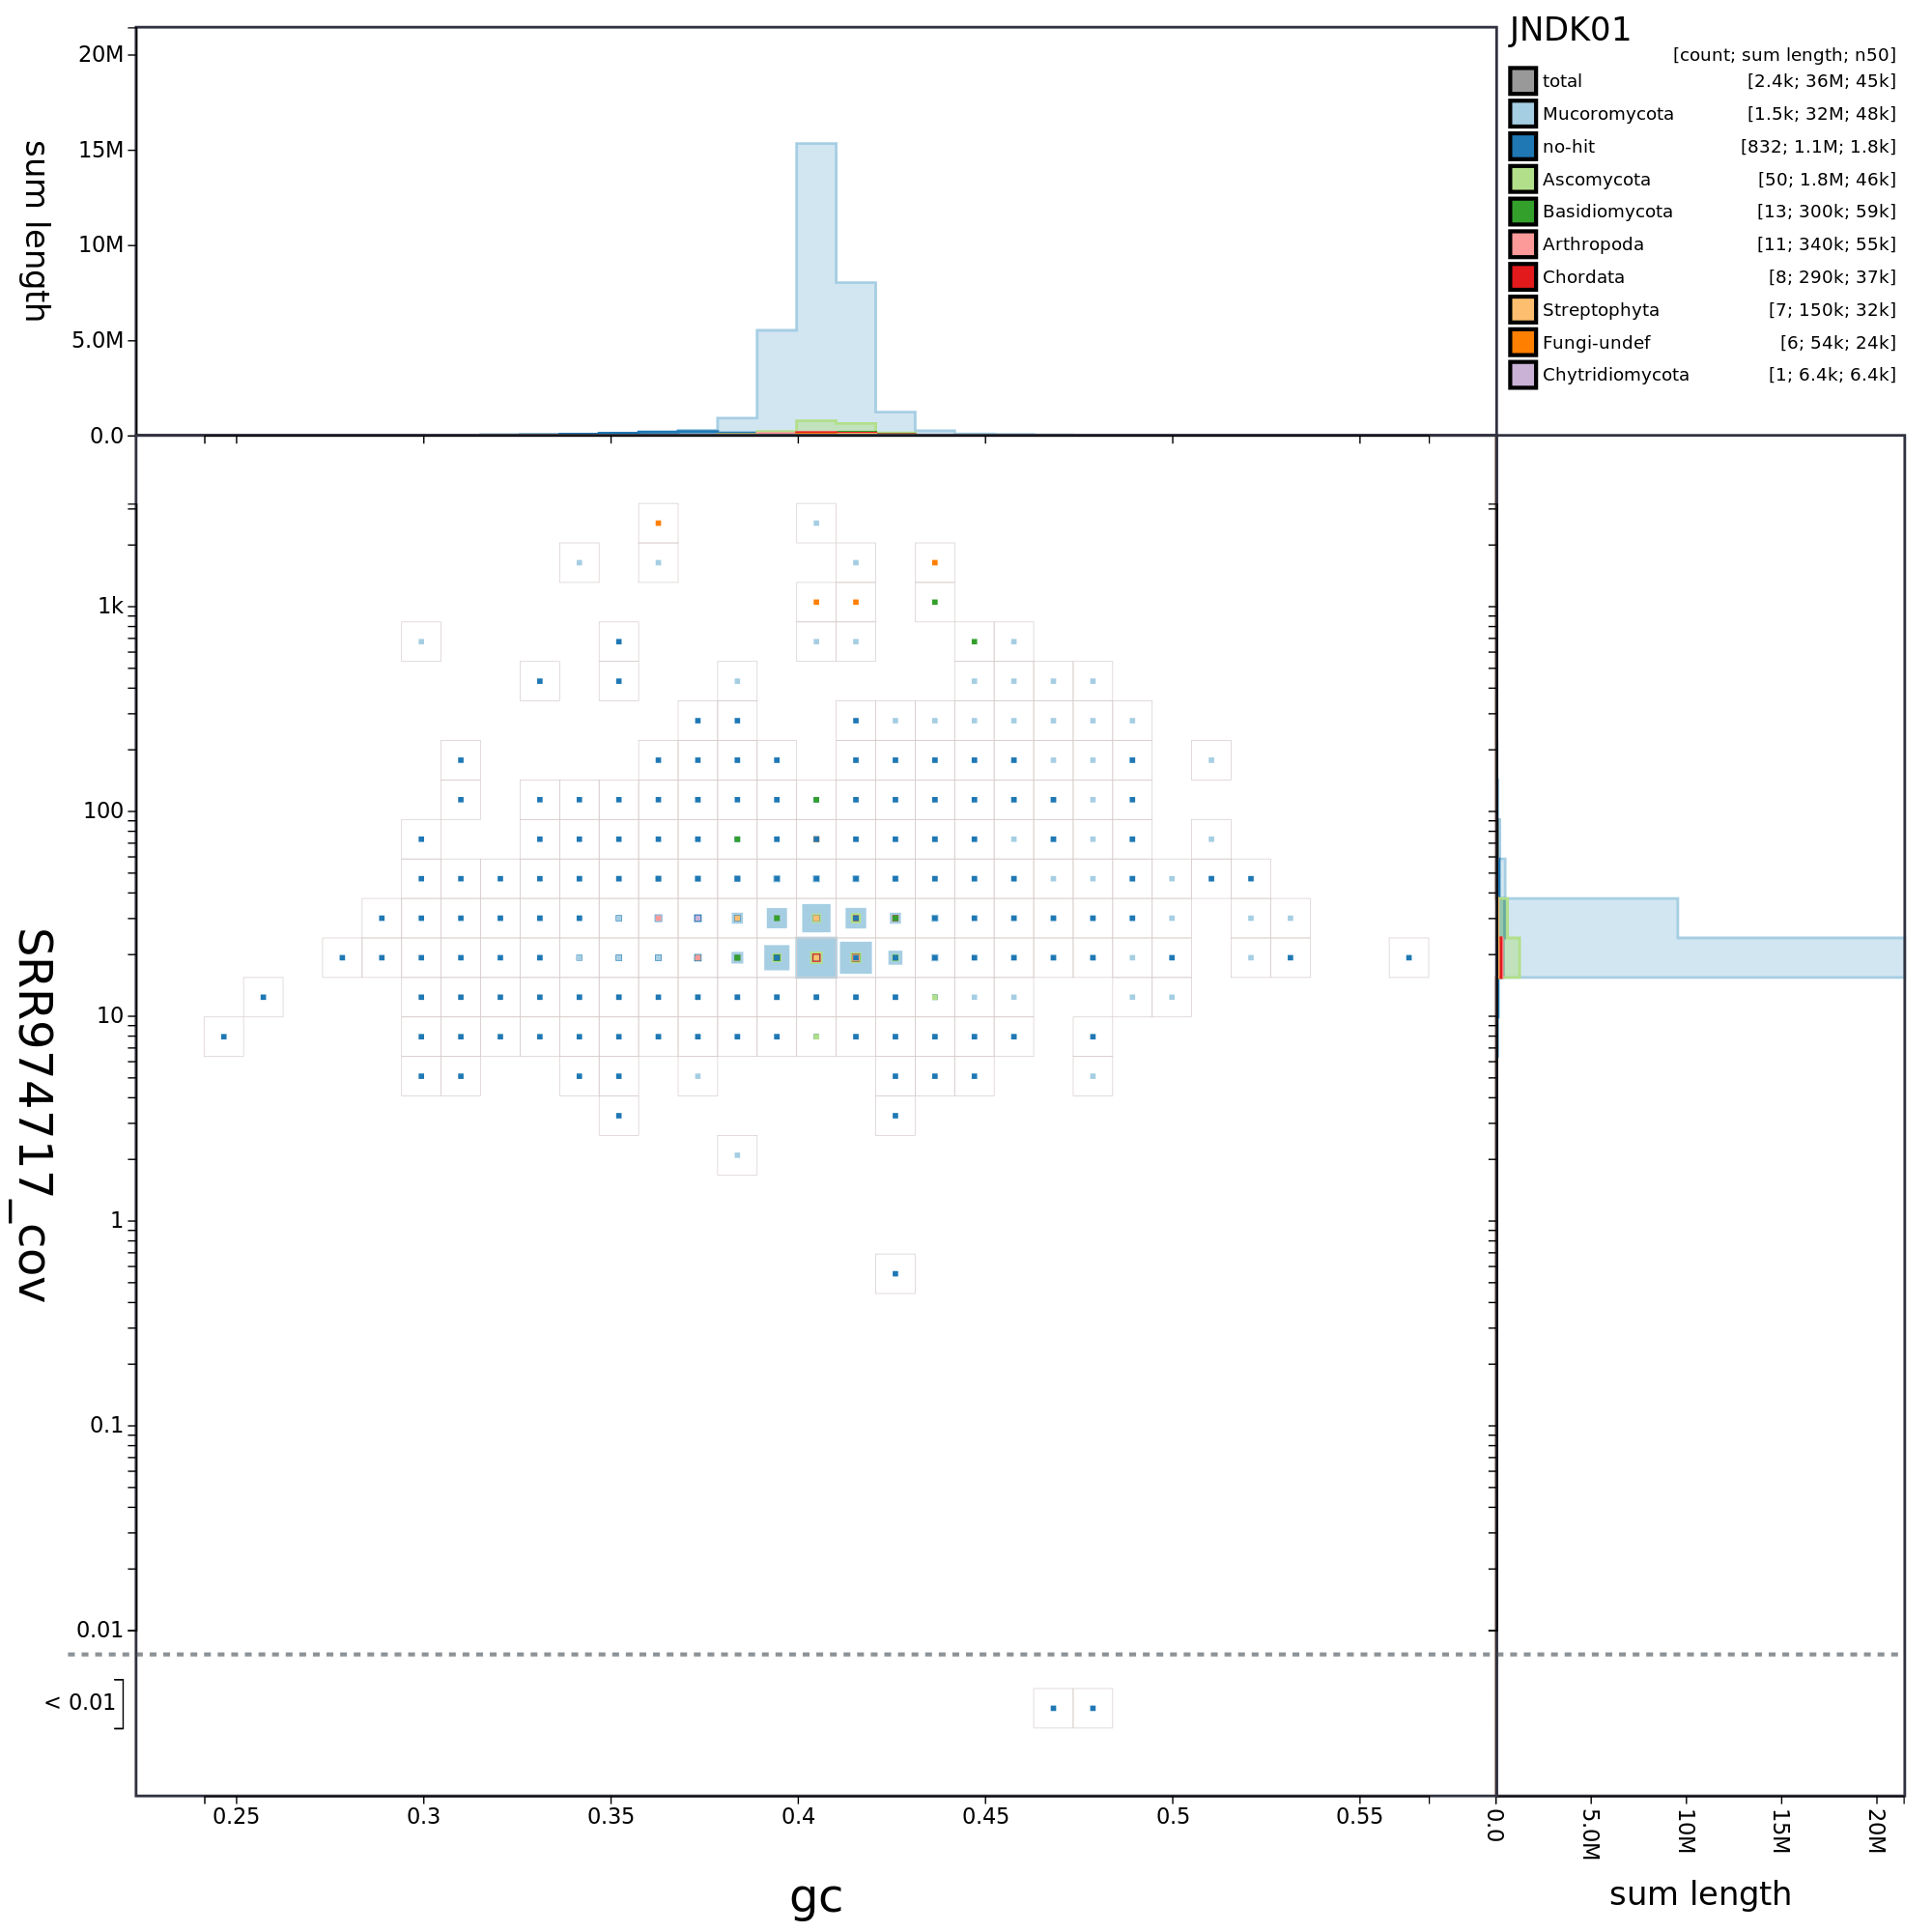 JNDK01
[count; sum length; n50]
total [2.4k; 36M; 45k]
Mucoromycota [1.5k; 32M; 48k]
no-hit [832; 1.1M; 1.8k]
Ascomycota [50; 1.8M; 46k]
Basidiomycota [13; 300k; 59k]
Arthropoda [11; 340k; 55k]
Chordata [8; 290k; 37k]
Streptophyta [7; 150k; 32k]
Fungi-undef [6; 54k; 24k]
Chytridiomycota [1; 6.4k; 6.4k]
sum length
20M
15M
10M
5.0M
0.0
SRR974717_cov
1k
100
10
1
0.1
0.01
< 0.01
0.25 0.3 0.35 0.4 0.45 0.5 0.55
gc
0.0 5.0M 10M 15M 20M
sum length